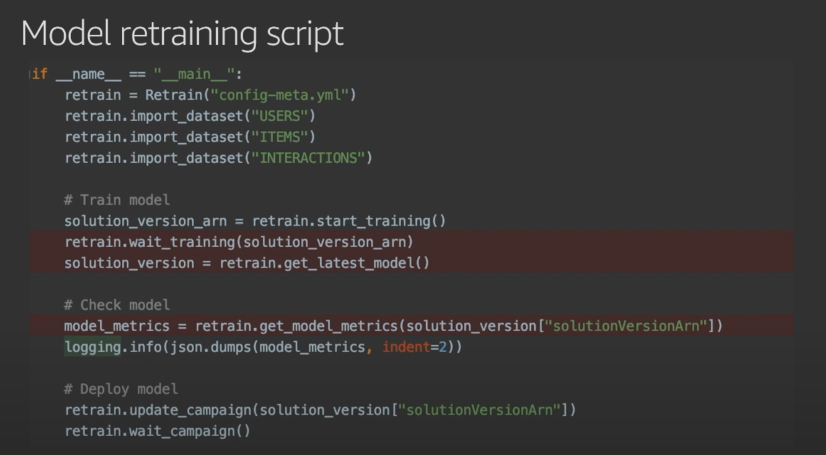 Model retraining script
if __name__ == "__main__":
    retrain = Retrain("config-meta.yml")
    retrain.import_dataset("USERS")
    retrain.import_dataset("ITEMS")
    retrain.import_dataset("INTERACTIONS")
    # Train model
    solution_version_arn = retrain.start_training()
    retrain.wait_training(solution_version_arn)
    solution_version = retrain.get_latest_model()
    # Check model
    model_metrics = retrain.get_model_metrics(solution_version["solutionVersionArn"])
    logging.info(json.dumps(model_metrics, indent=2))
    # Deploy model
    retrain.update_campaign(solution_version["solutionVersionArn"])
    retrain.wait_campaign()